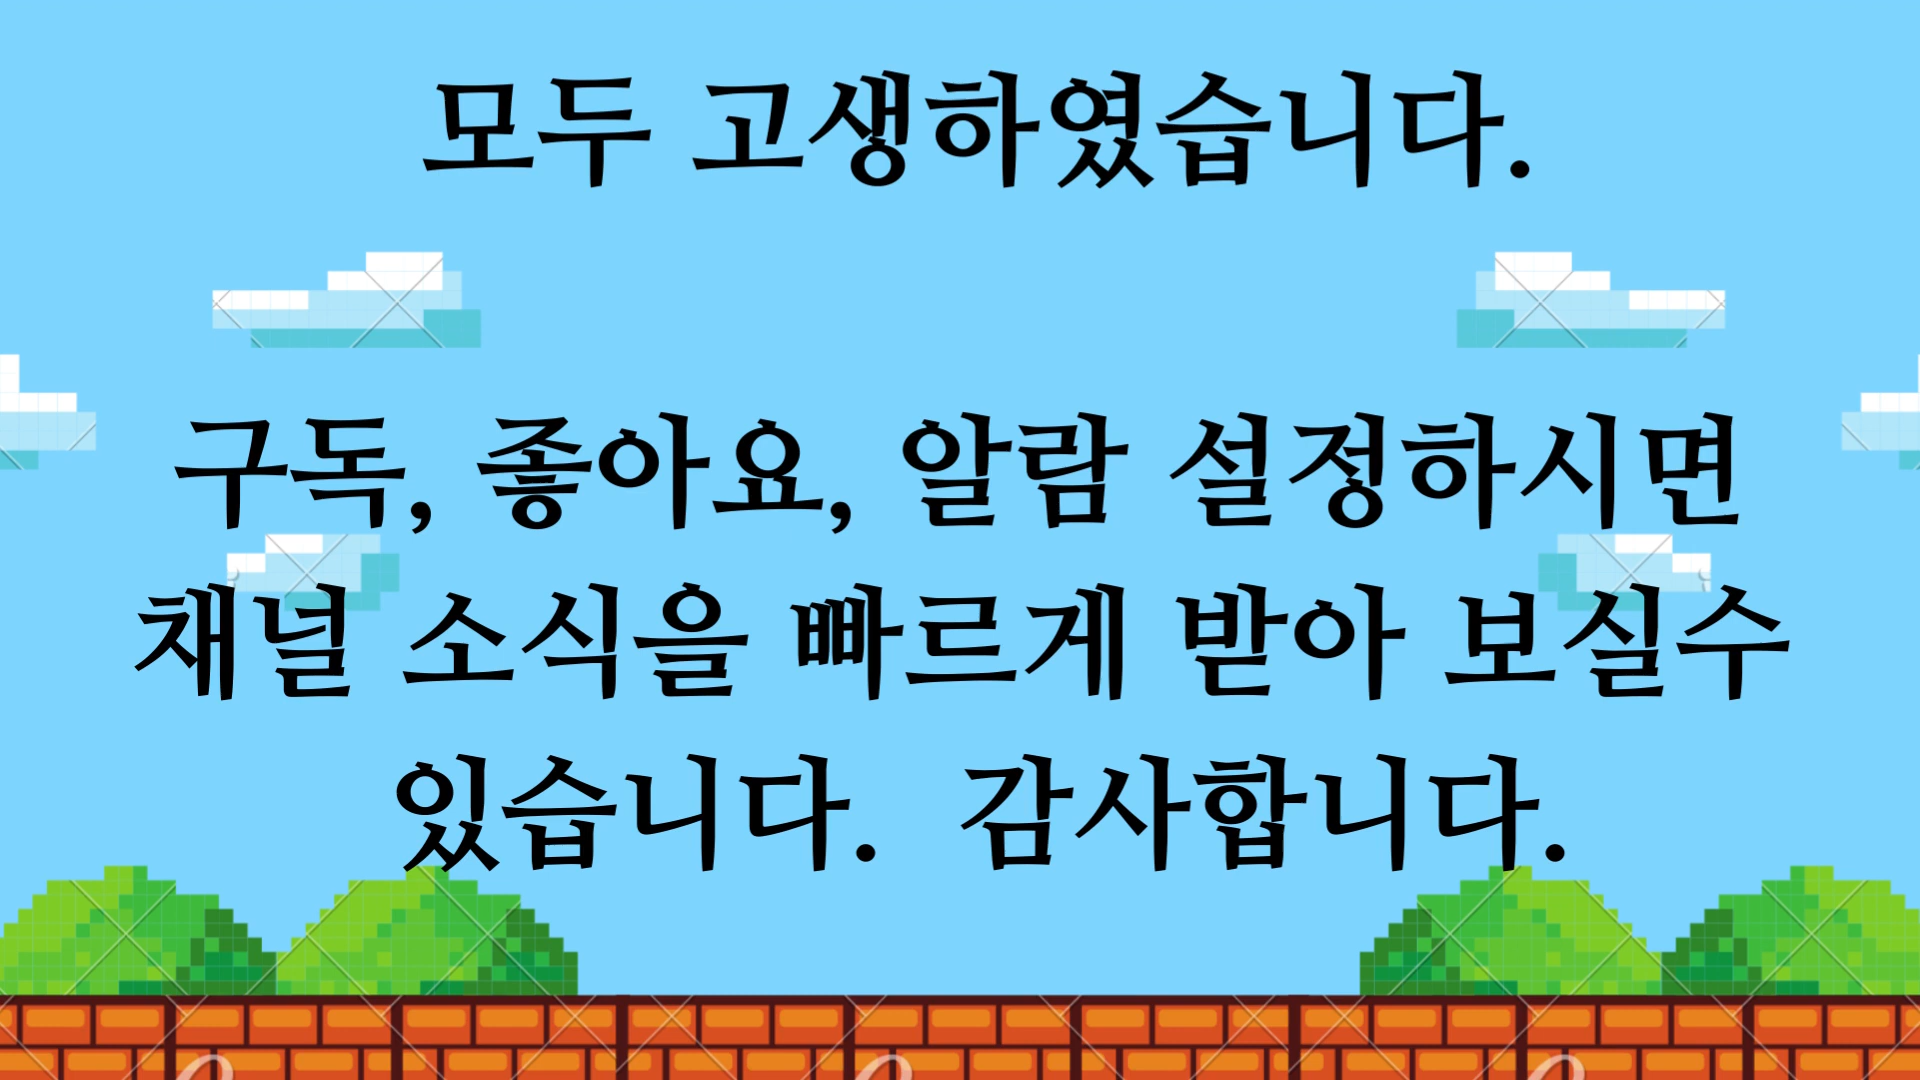 모두 고생하였습니다.
구독, 좋아요, 알람 설정하시면
채널 소식을 빠르게 받아 보실수
있습니다.  감사합니다.